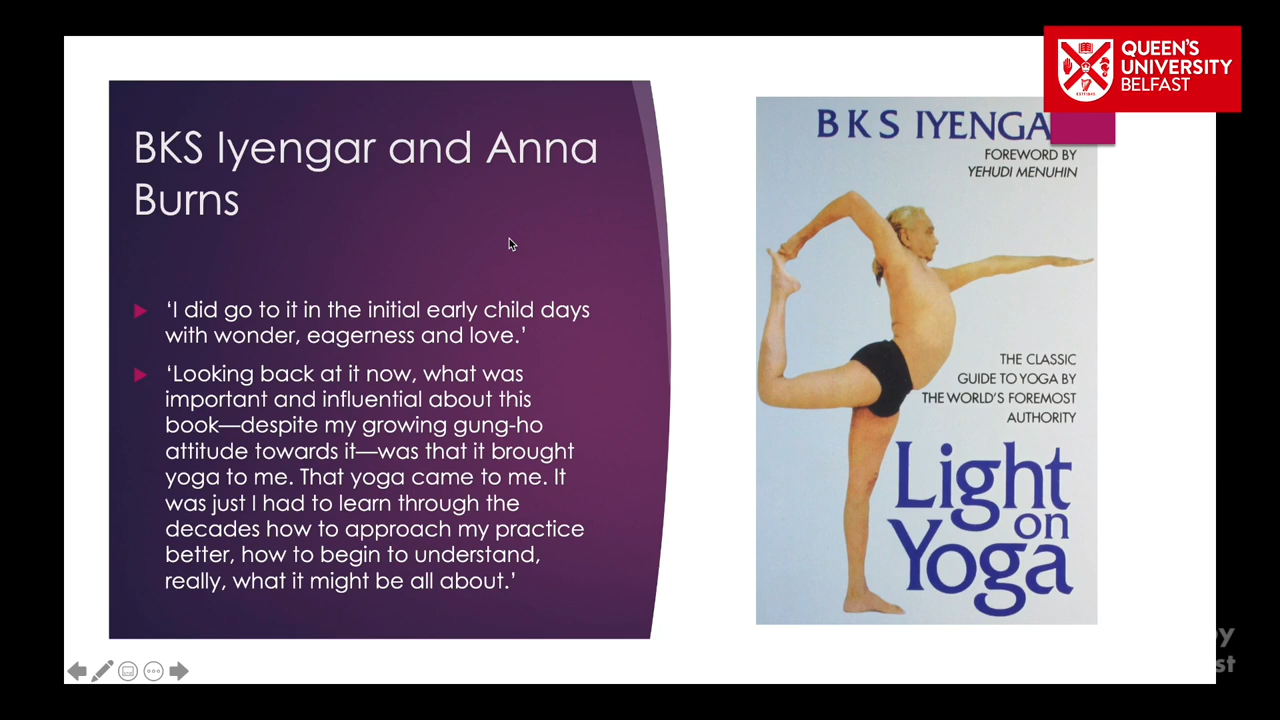 QUEEN'S
UNIVERSITY
BELFAST
BKS Iyengar and Anna
Burns
‘I did go to it in the initial early child days
with wonder, eagerness and love.’
‘Looking back at it now, what was
important and influential about this
book—despite my growing gung-ho
attitude towards it—was that it brought
yoga to me. That yoga came to me. It
was just I had to learn through the
decades how to approach my practice
better, how to begin to understand,
really, what it might be all about.’
BKS IYENGA
FOREWORD BY
YEHUDI MENUHIN
THE CLASSIC
GUIDE TO YOGA BY
THE WORLD'S FOREMOST
AUTHORITY
Light
on
Yoga